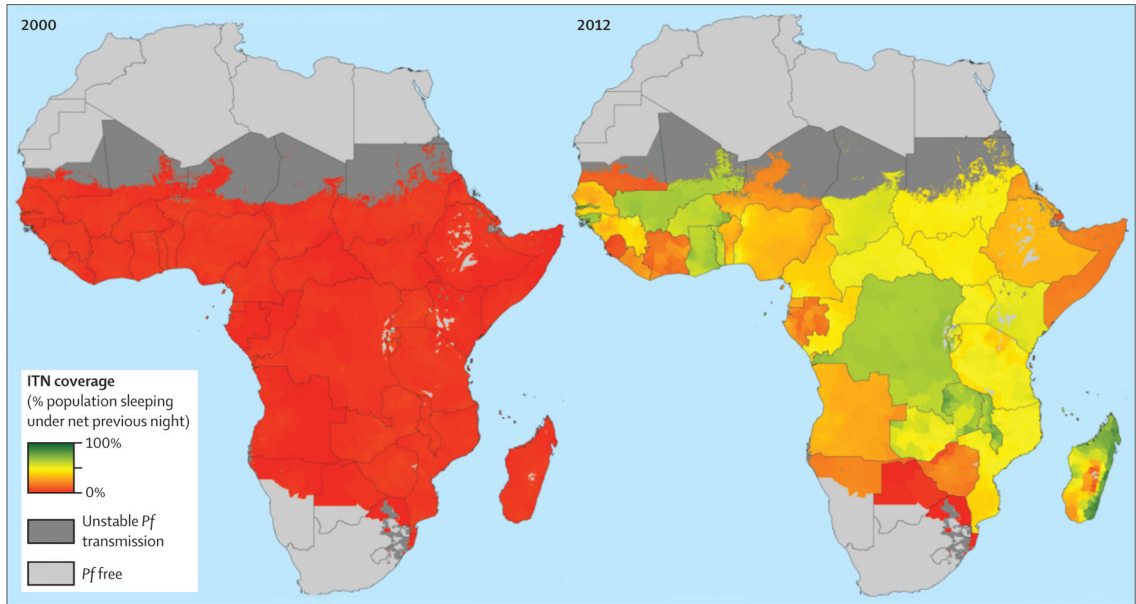 2000
2012
ITN coverage
(% population sleeping
under net previous night)
100%
0%
Unstable Pf
transmission
Pf free